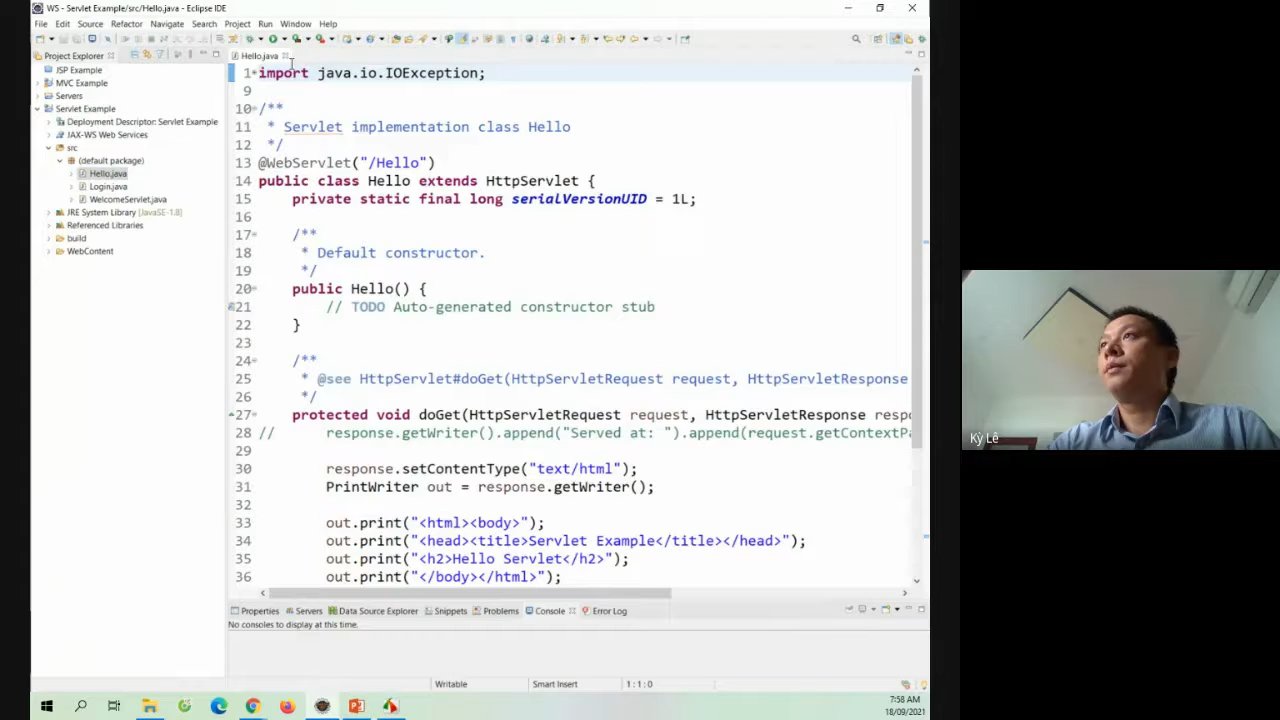 WS - Servlet Example/src/Hello.java - Eclipse IDE
File Edit Source Refactor Navigate Search Project Run Window Help
Project Explorer
Hello.java
JSP Example
MVC Example
Servers
Servlet Example
Deployment Descriptor: Servlet Example
JAX-WS Web Services
src
(default package)
Hello.java
Login.java
WelcomeServlet.java
JRE System Library [JavaSE-1.8]
Referenced Libraries
build
WebContent
1 import java.io.IOException;
9
10 /**
11 * Servlet implementation class Hello
12 */
13 @WebServlet("/Hello")
14 public class Hello extends HttpServlet {
15 private static final long serialVersionUID = 1L;
16
17 /**
18 * Default constructor.
19 */
20 public Hello() {
21 // TODO Auto-generated constructor stub
22 }
23
24 /**
25 * @see HttpServlet#doGet(HttpServletRequest request, HttpServletResponse
26 */
27 protected void doGet(HttpServletRequest request, HttpServletResponse respo
28 // response.getWriter().append("Served at: ").append(request.getContextPa
29
30 response.setContentType("text/html");
31 PrintWriter out = response.getWriter();
32
33 out.print("<html><body>");
34 out.print("<head><title>Servlet Example</title></head>");
35 out.print("<h2>Hello Servlet</h2>");
36 out.print("</body></html>");
Properties Servers Data Source Explorer Snippets Problems Console Error Log
No consoles to display at this time.
Writable Smart Insert 1 : 1 : 0
7:58 AM
18/09/2021
Kỳ Lê